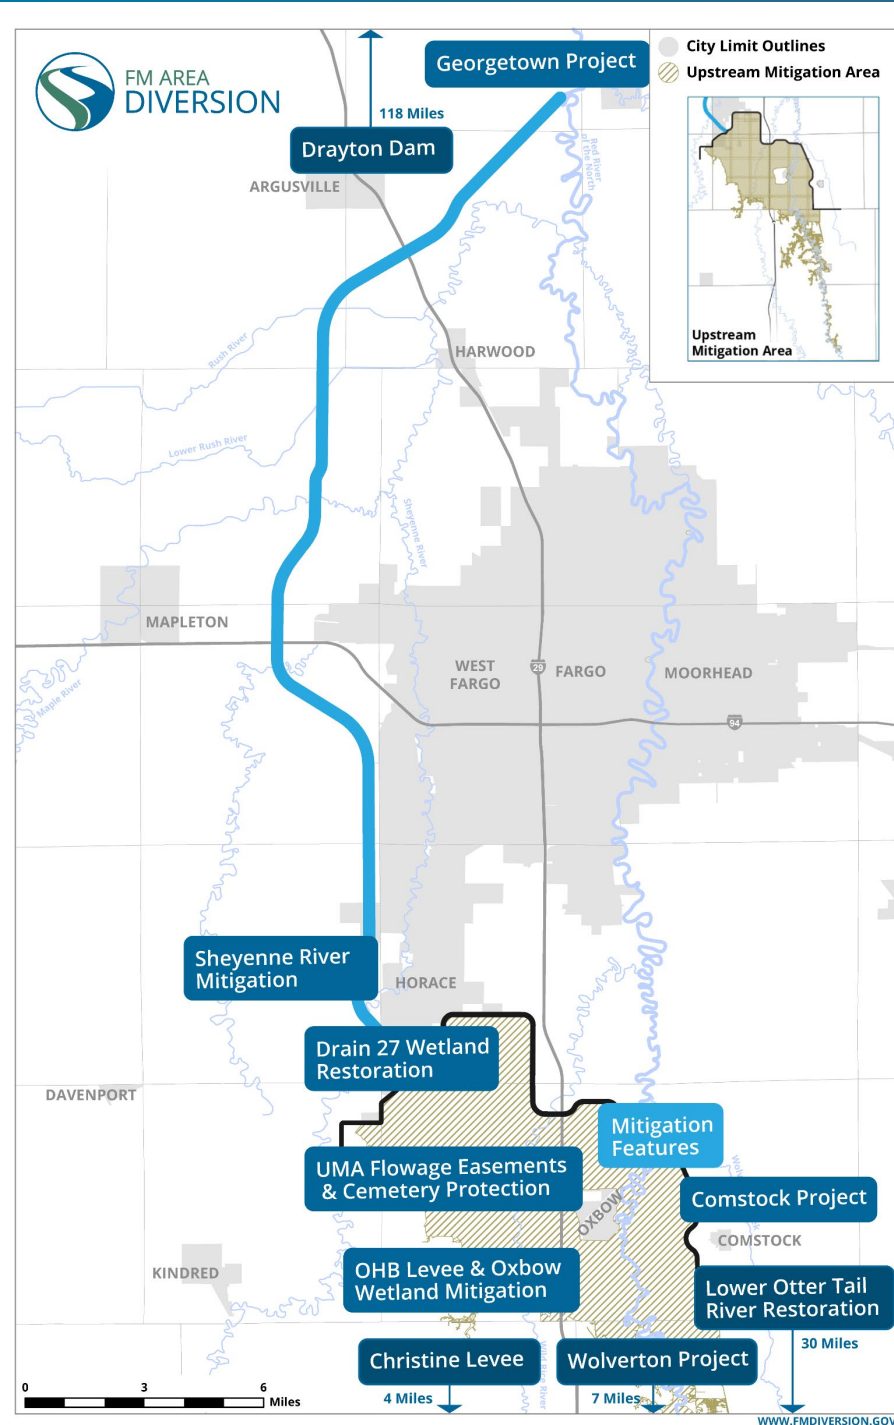 FM AREA
DIVERSION
Georgetown Project
118 Miles
Drayton Dam
ARGUSVILLE
Red River
of the North
City Limit Outlines
Upstream Mitigation Area
Upstream
Mitigation Area
HARWOOD
Rush River
Lower Rush River
Sheyenne River
MAPLETON
Maple River
WEST
FARGO
29
FARGO
MOORHEAD
94
Sheyenne River
Mitigation
HORACE
Drain 27 Wetland
Restoration
DAVENPORT
Mitigation
Features
UMA Flowage Easements
& Cemetery Protection
OXBOW
Comstock Project
COMSTOCK
KINDRED
OHB Levee & Oxbow
Wetland Mitigation
Lower Otter Tail
River Restoration
30 Miles
Christine Levee
4 Miles
Wild Rice River
Wolverton Project
7 Miles
0 3 6 Miles
WWW.FMDIVERSION.GOV